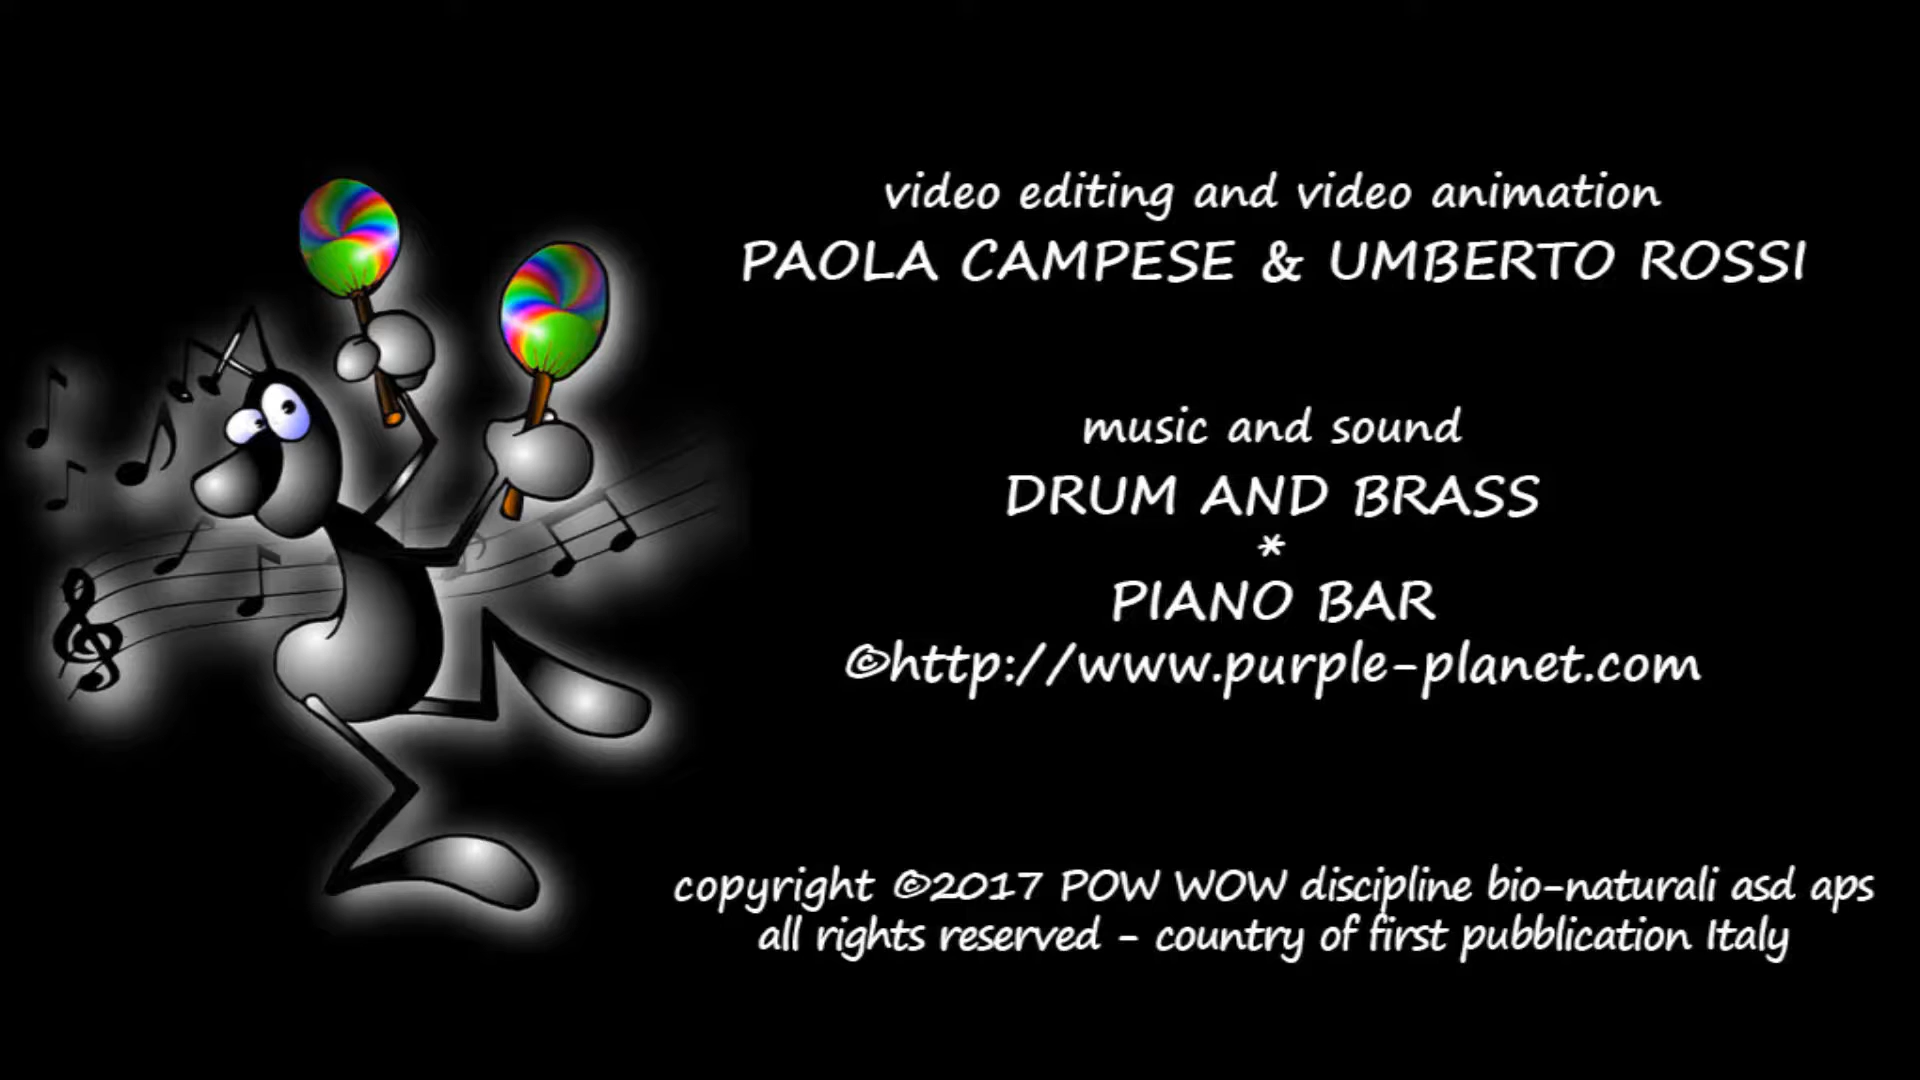 video editing and video animation
PAOLA CAMPESE & UMBERTO ROSSI
music and sound
DRUM AND BRASS
*
PIANO BAR
©http://www.purple-planet.com
copyright ©2017 POW WOW discipline bio-naturali asd aps
all rights reserved - country of first pubblication Italy